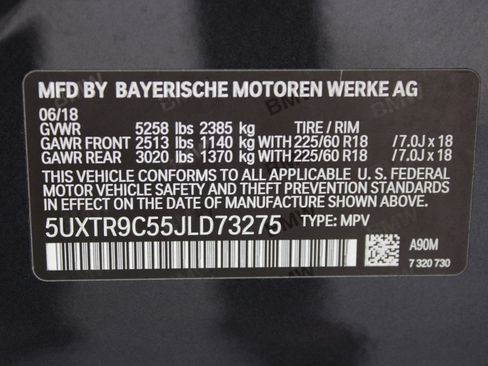 MFD BY BAYERISCHE MOTOREN WERKE AG
06/18
GVWR 5258 lbs 2385 kg TIRE / RIM
GAWR FRONT 2513 lbs 1140 kg WITH 225/60 R18 / 7.0J x 18
GAWR REAR 3020 lbs 1370 kg WITH 225/60 R18 / 7.0J x 18
THIS VEHICLE CONFORMS TO ALL APPLICABLE U. S. FEDERAL
MOTOR VEHICLE SAFETY AND THEFT PREVENTION STANDARDS
IN EFFECT ON THE DATE OF MANUFACTURE SHOWN ABOVE.
5UXTR9C55JLD73275 TYPE: MPV
A90M
7 320 730